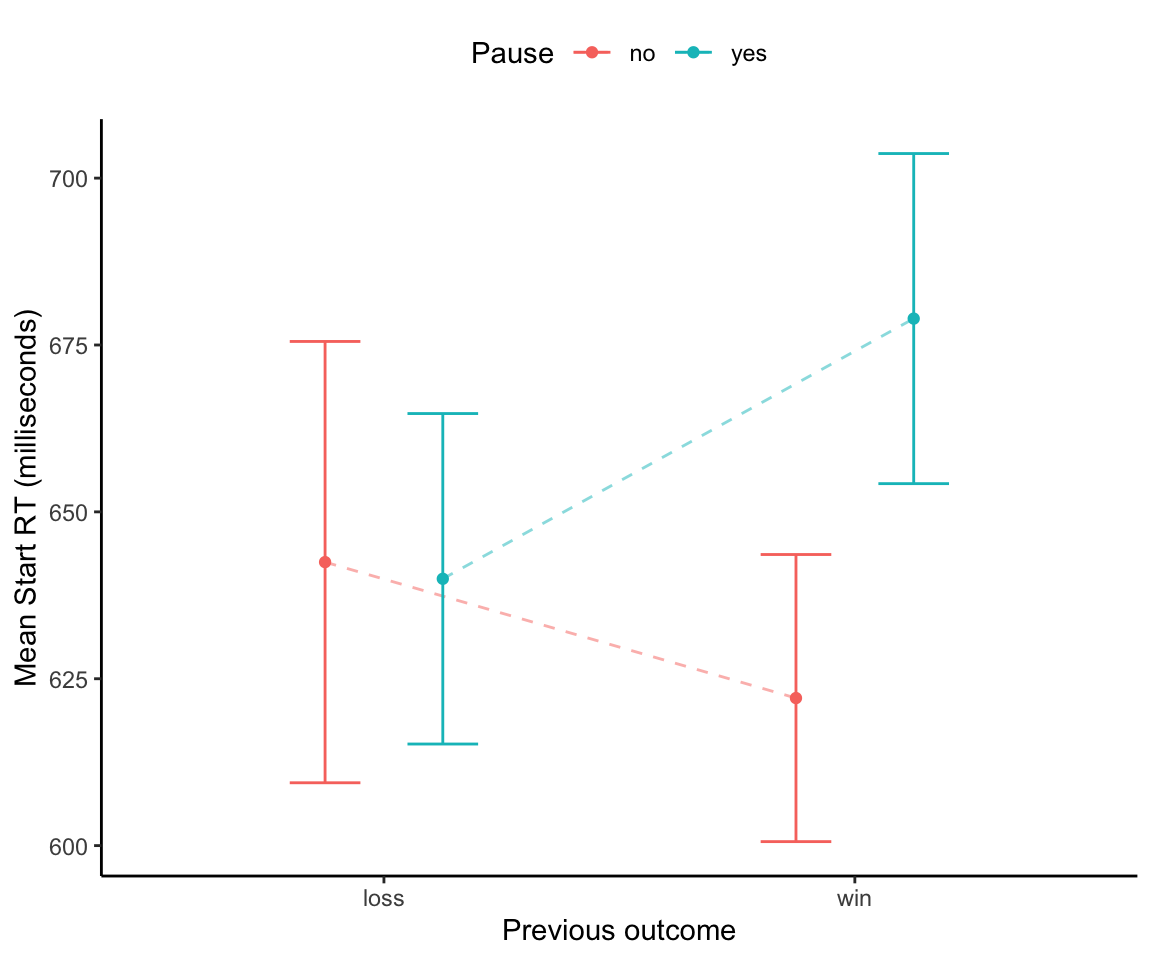 Pause no yes
Mean Start RT (milliseconds)
700
675
650
625
600
loss win
Previous outcome